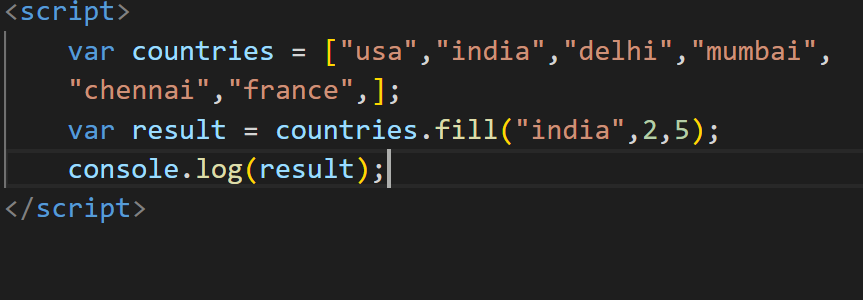 <script>
var countries = ["usa","india","delhi","mumbai",
"chennai","france",];
var result = countries.fill("india",2,5);
console.log(result);
</script>